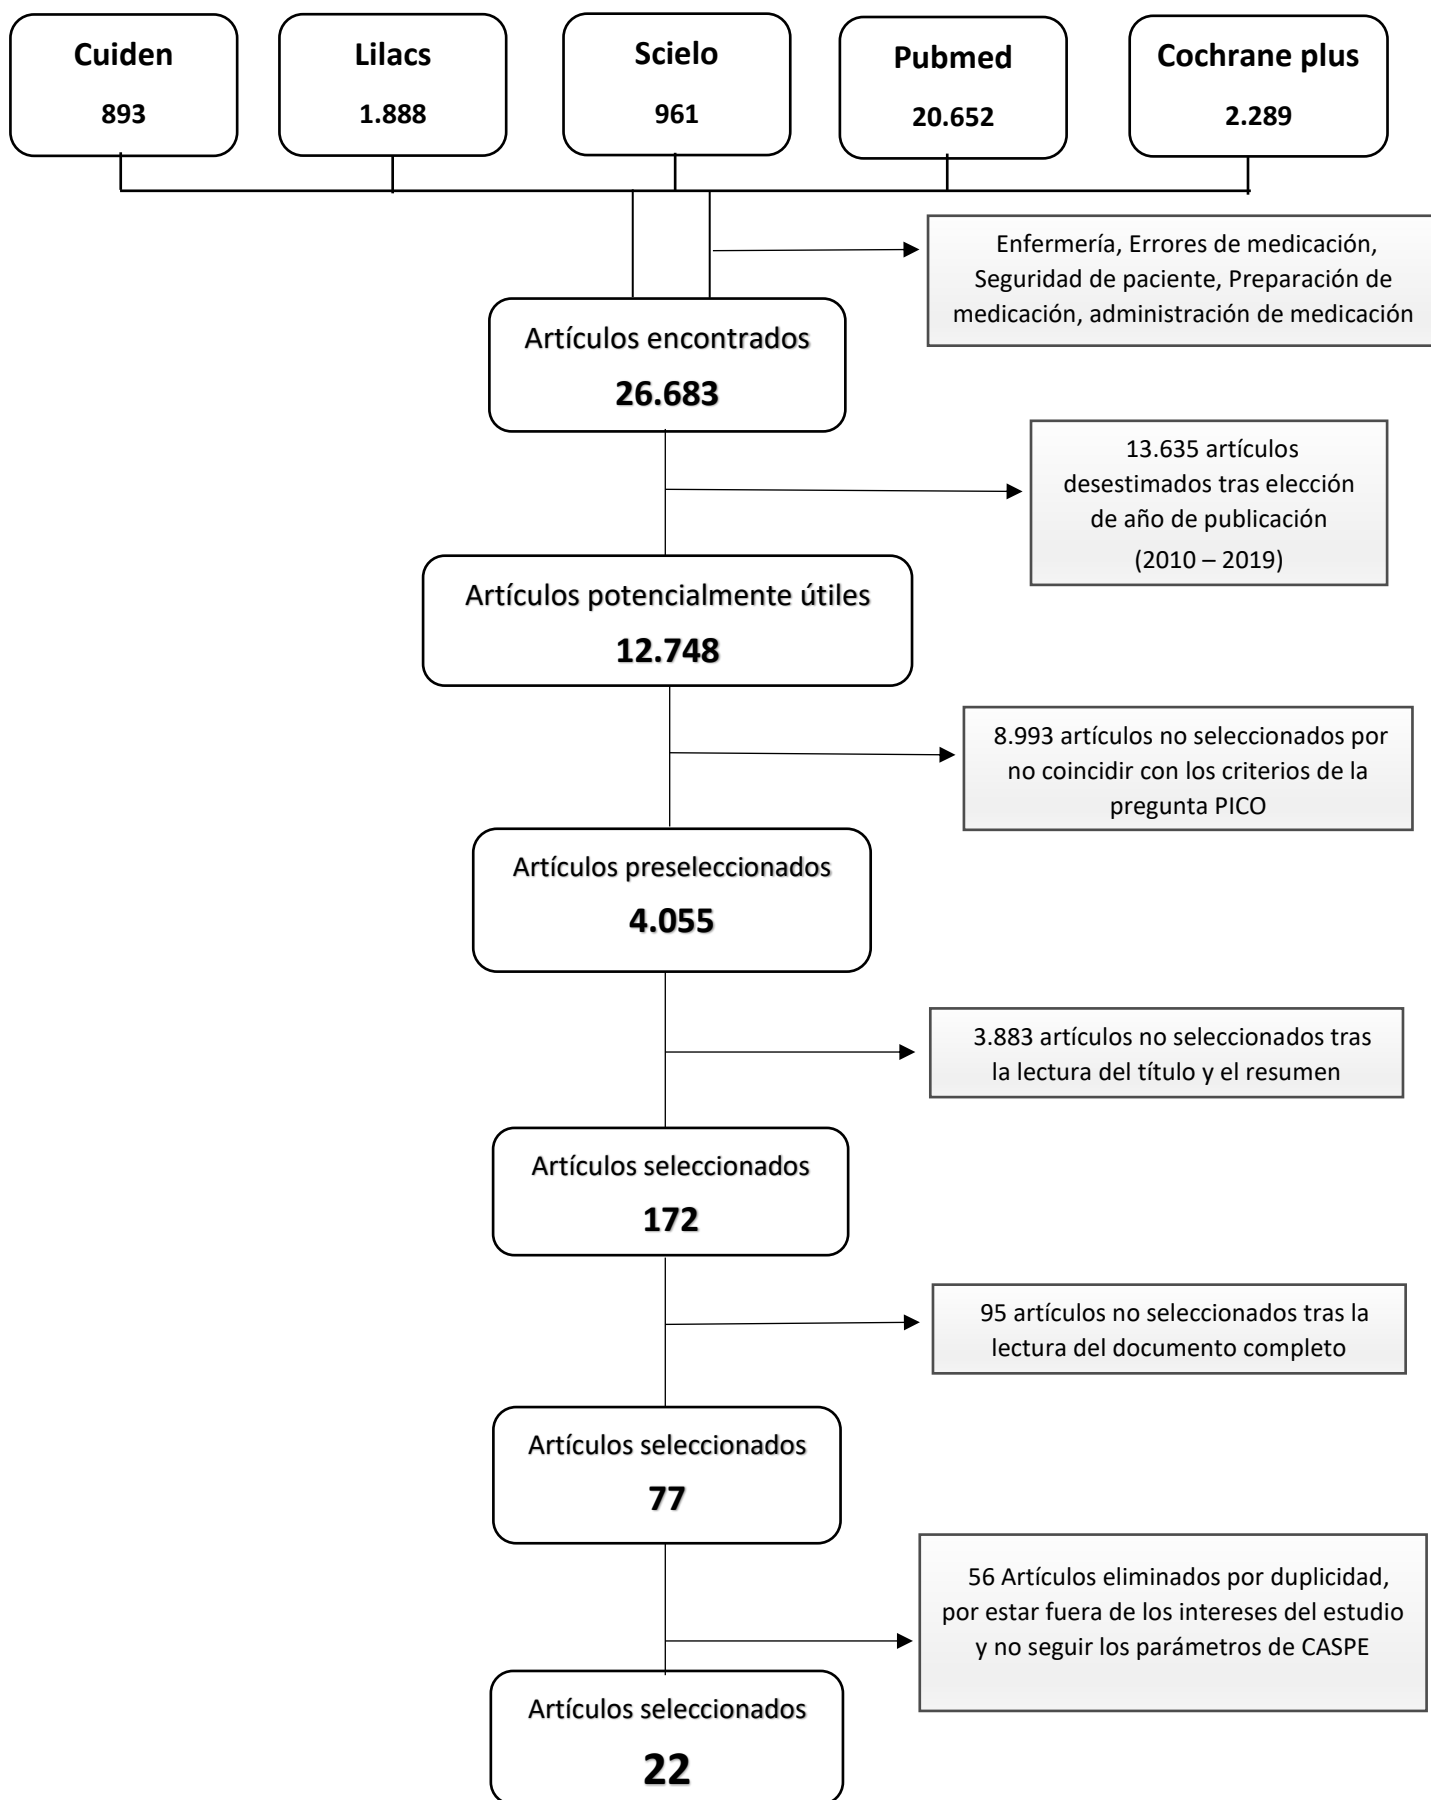 Cuiden
893
Lilacs
1.888
Scielo
961
Pubmed
20.652
Cochrane plus
2.289
Enfermería, Errores de medicación,
Seguridad de paciente, Preparación de
medicación, administración de medicación
Artículos encontrados
26.683
13.635 artículos
desestimados tras elección
de año de publicación
(2010 – 2019)
Artículos potencialmente útiles
12.748
8.993 artículos no seleccionados por
no coincidir con los criterios de la
pregunta PICO
Artículos preseleccionados
4.055
3.883 artículos no seleccionados tras
la lectura del título y el resumen
Artículos seleccionados
172
95 artículos no seleccionados tras la
lectura del documento completo
Artículos seleccionados
77
56 Artículos eliminados por duplicidad,
por estar fuera de los intereses del estudio
y no seguir los parámetros de CASPE
Artículos seleccionados
22